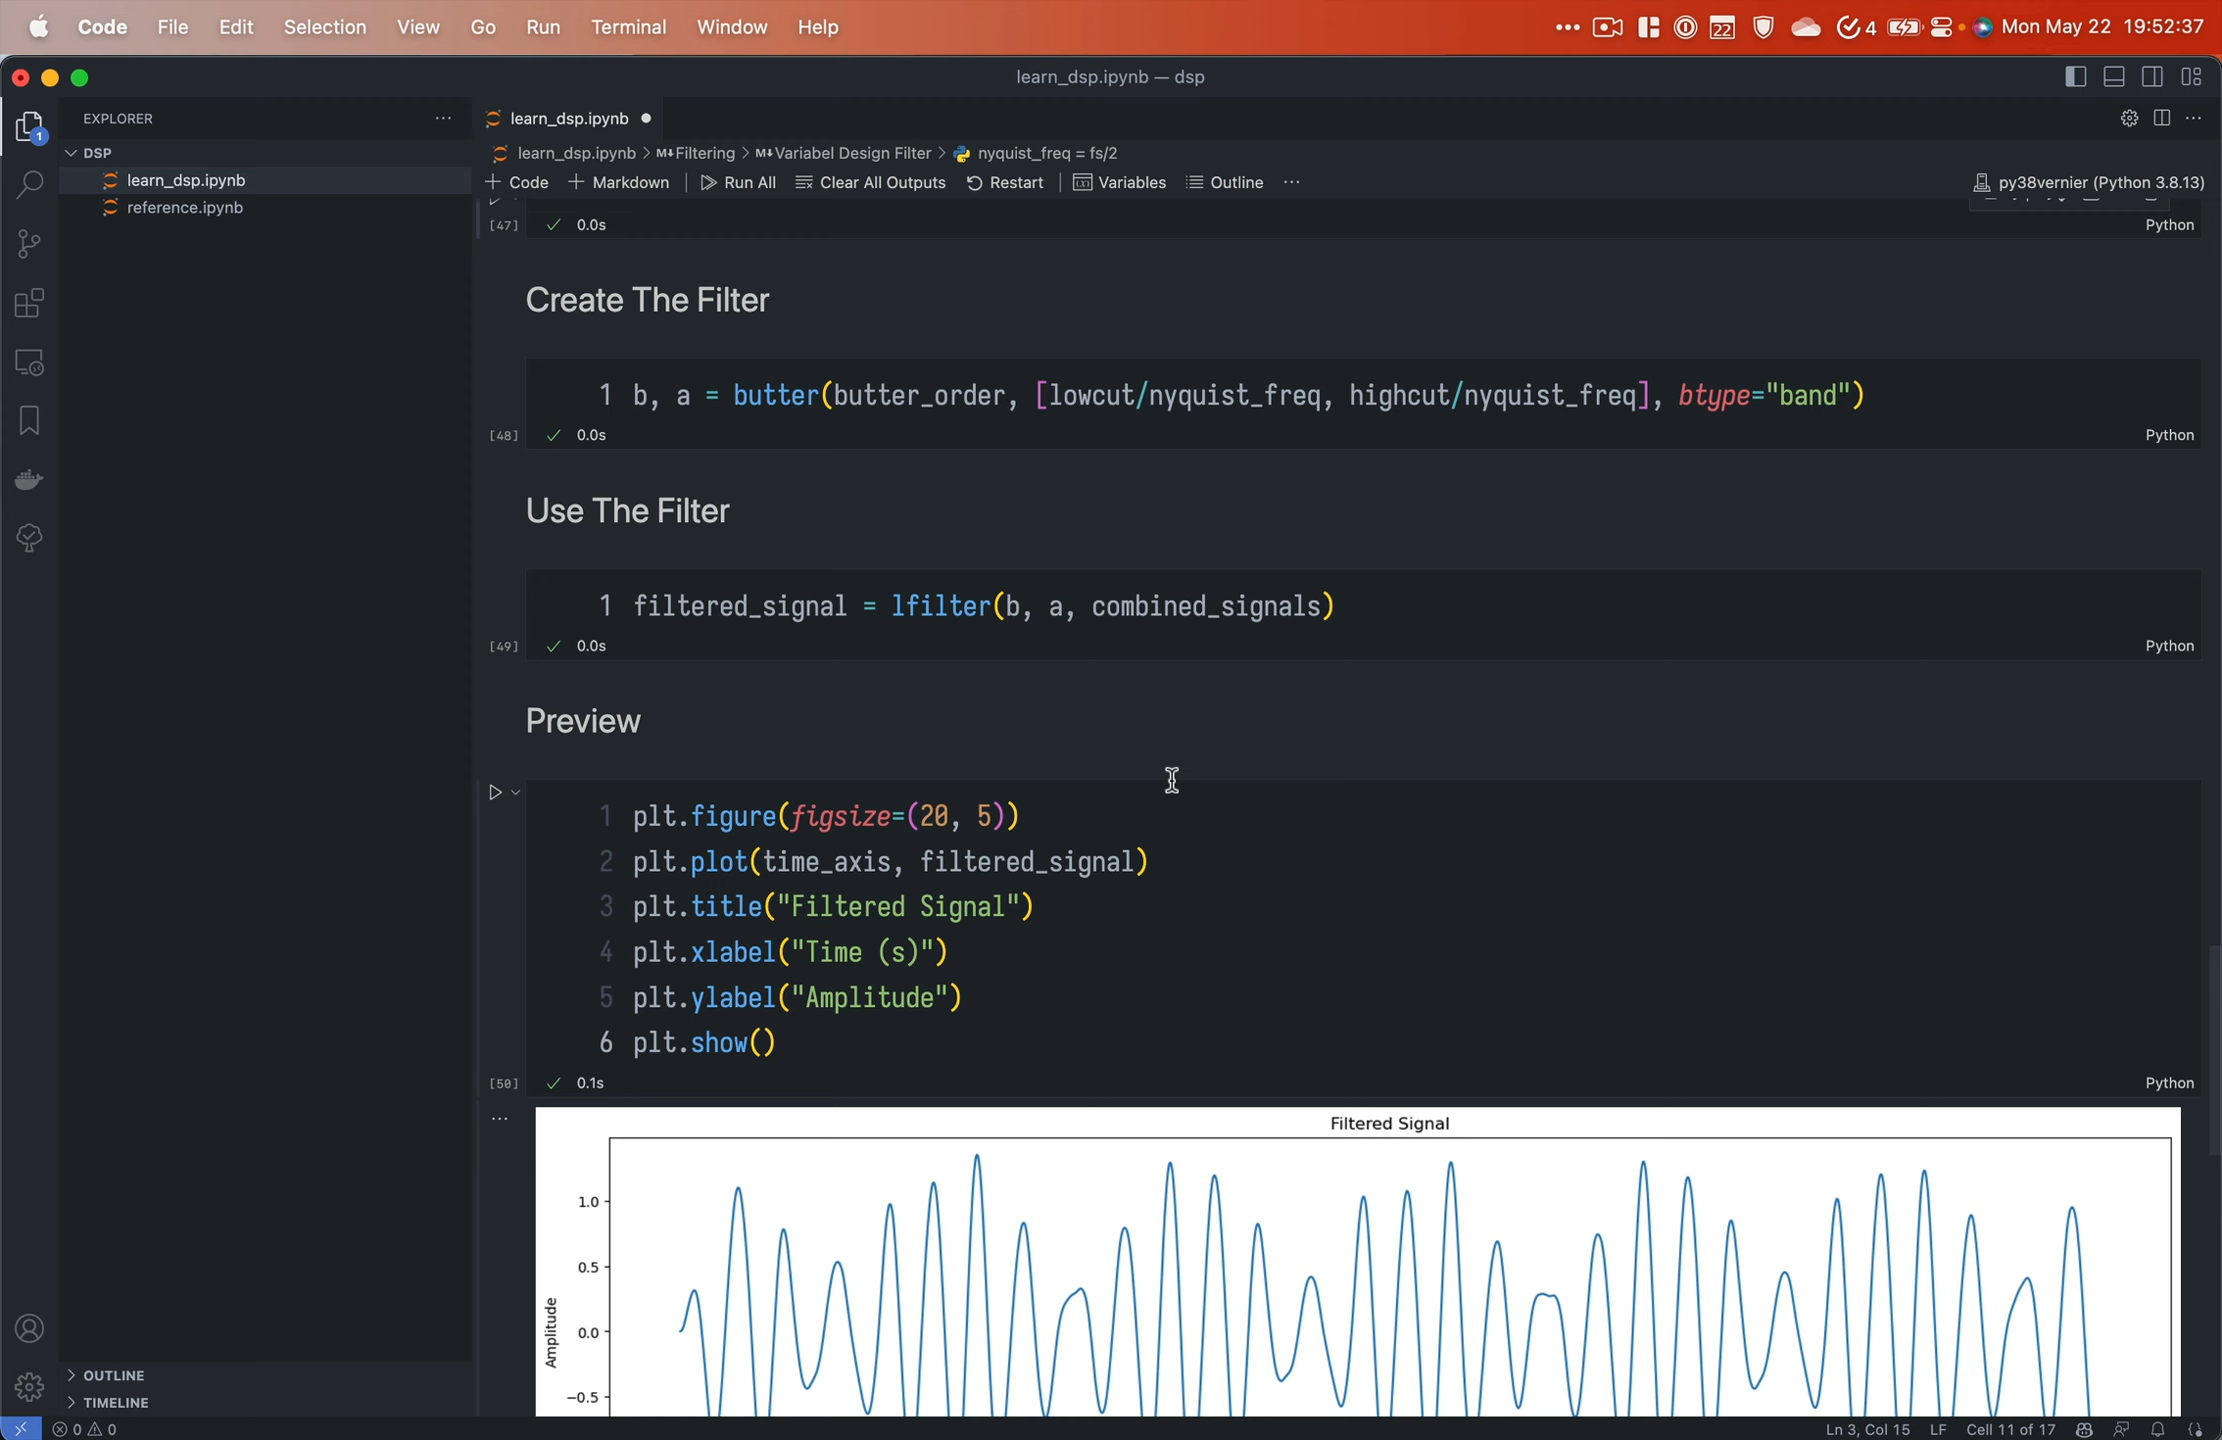 Code File Edit Selection View Go Run Terminal Window Help 22 4 Mon May 22 19:52:37
learn_dsp.ipynb — dsp
EXPLORER
learn_dsp.ipynb
1
DSP
learn_dsp.ipynb
reference.ipynb
learn_dsp.ipynb > M↓Filtering > M↓Variabel Design Filter > nyquist_freq = fs/2
+ Code + Markdown Run All Clear All Outputs Restart Variables Outline ... py38vernier (Python 3.8.13)
[47] 0.0s Python
Create The Filter
1 b, a = butter(butter_order, [lowcut/nyquist_freq, highcut/nyquist_freq], btype="band")
[48] 0.0s Python
Use The Filter
1 filtered_signal = lfilter(b, a, combined_signals)
[49] 0.0s Python
Preview
1 plt.figure(figsize=(20, 5))
2 plt.plot(time_axis, filtered_signal)
3 plt.title("Filtered Signal")
4 plt.xlabel("Time (s)")
5 plt.ylabel("Amplitude")
6 plt.show()
[50] 0.1s Python
Filtered Signal
1.0
0.5
0.0
−0.5
Amplitude
OUTLINE
TIMELINE
0 0 Ln 3, Col 15 LF Cell 11 of 17